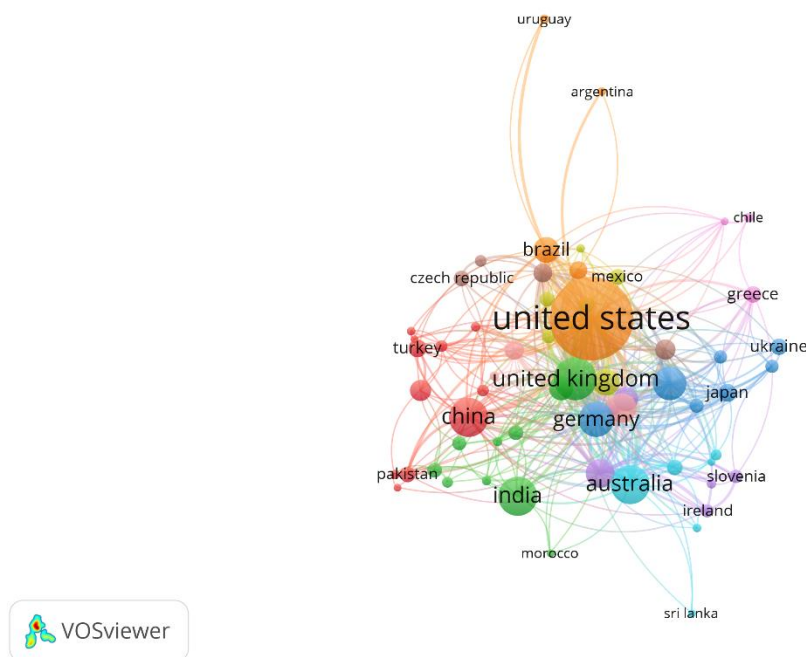 uruguay
argentina
chile
brazil
czech republic
mexico
greece
united states
turkey
ukraine
united kingdom
japan
china
germany
pakistan
india
australia
slovenia
ireland
morocco
sri lanka
VOSviewer